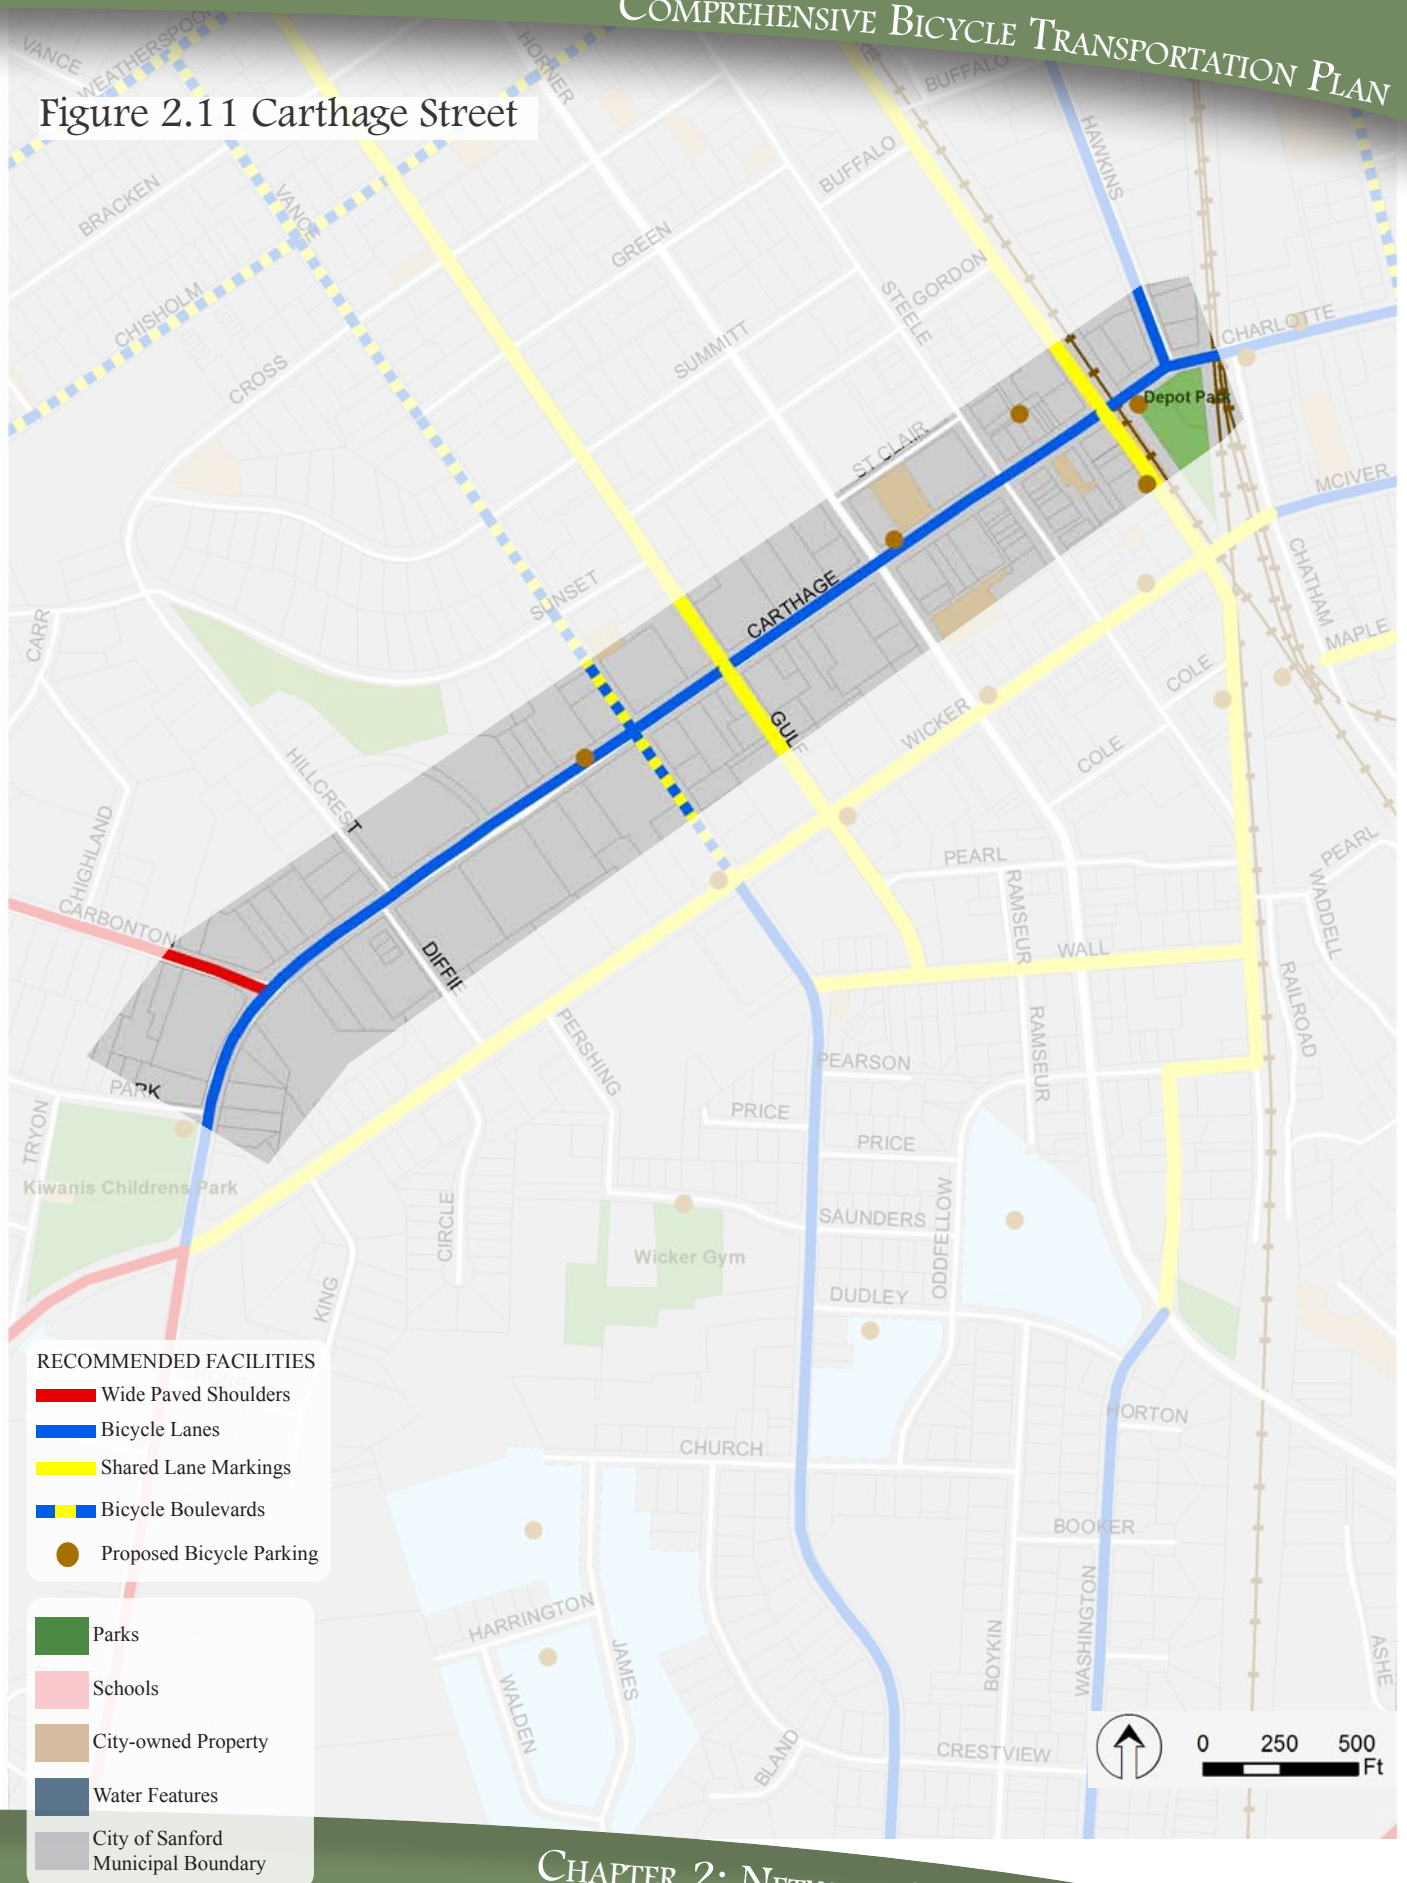 COMPREHENSIVE BICYCLE TRANSPORTATION PLAN
Figure 2.11 Carthage Street
VANCE
WEATHERSPOON
HORNER
BUFFALO
HAWKINS
BUFFALO
BRACKEN
VANCE
GREEN
GORDON
STEELE
CHISHOLM
SUMMITT
CHARLOTTE
CROSS
Depot Park
ST CLAIR
MCIVER
CARTHAGE
SUNSET
CHATHAM
CARR
MAPLE
COLE
GULF
WICKER
COLE
HILLCREST
HIGHLAND
PEARL
PEARL
RAMSEUR
WADDELL
CARBONTON
WALL
DIFFIE
RAILROAD
PERSHING
RAMSEUR
PEARSON
PARK
PRICE
TRYON
PRICE
Kiwanis Childrens Park
CIRCLE
SAUNDERS
ODDFELLOW
Wicker Gym
KING
DUDLEY
RECOMMENDED FACILITIES
Wide Paved Shoulders
Bicycle Lanes
Shared Lane Markings
Bicycle Boulevards
Proposed Bicycle Parking
HORTON
CHURCH
BOOKER
HARRINGTON
JAMES
BOYKIN
WASHINGTON
ASHE
WALDEN
BLAND
CRESTVIEW
Parks
Schools
City-owned Property
Water Features
City of Sanford
Municipal Boundary
0 250 500
Ft
CHAPTER 2: